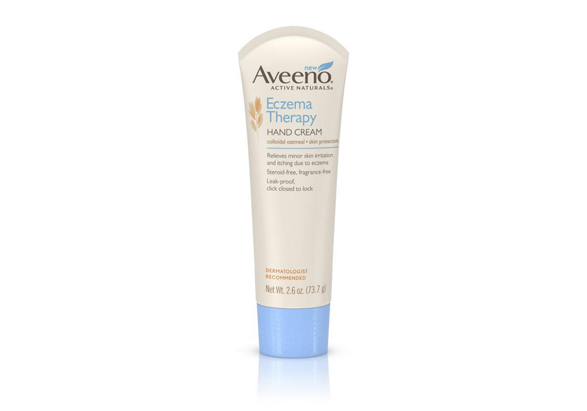 new
Aveeno®
ACTIVE NATURALS®
Eczema
Therapy
HAND CREAM
colloidal oatmeal • skin protectant
Relieves minor skin irritation
and itching due to eczema
Steroid-free, fragrance-free
Leak-proof,
click closed to lock
DERMATOLOGIST
RECOMMENDED
Net Wt. 2.6 oz. (73.7 g)